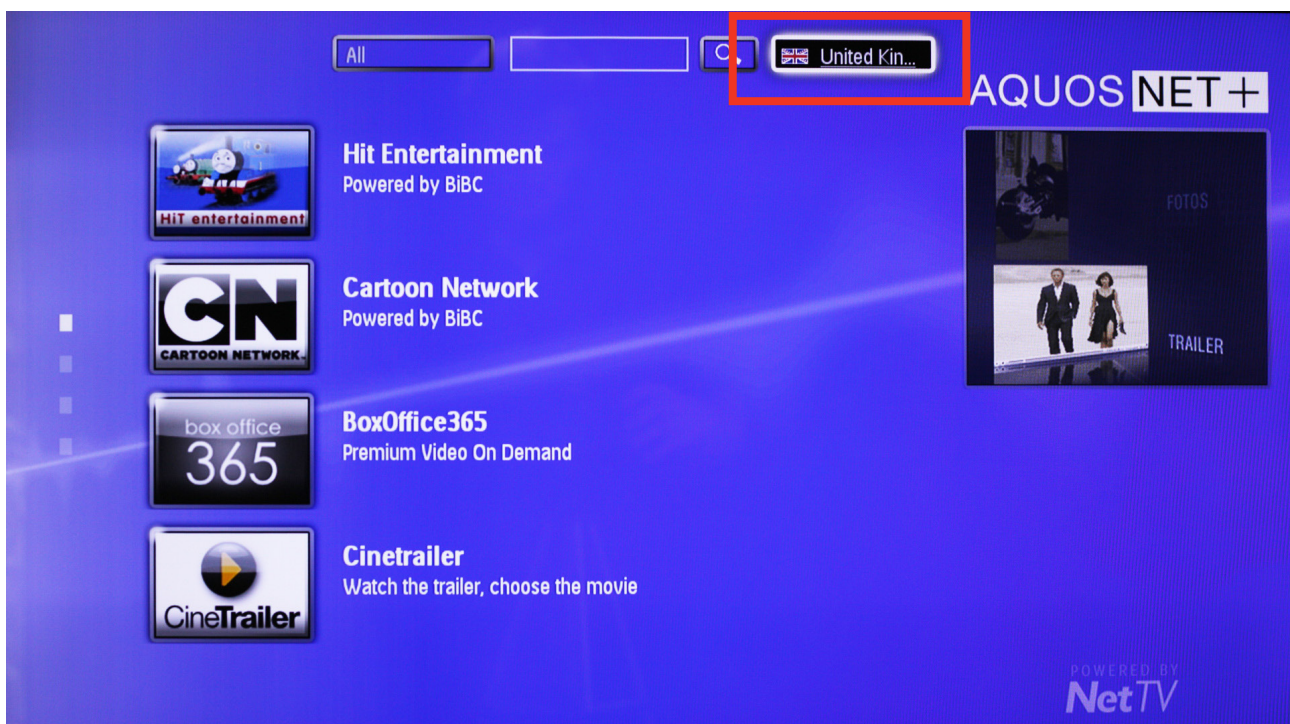 All
United Kin...
AQUOS NET+
HiT entertainment
Hit Entertainment
Powered by BiBC
FOTOS
CN
CARTOON NETWORK
Cartoon Network
Powered by BiBC
TRAILER
box office
365
BoxOffice365
Premium Video On Demand
CineTrailer
Cinetrailer
Watch the trailer, choose the movie
POWERED BY
NetTV